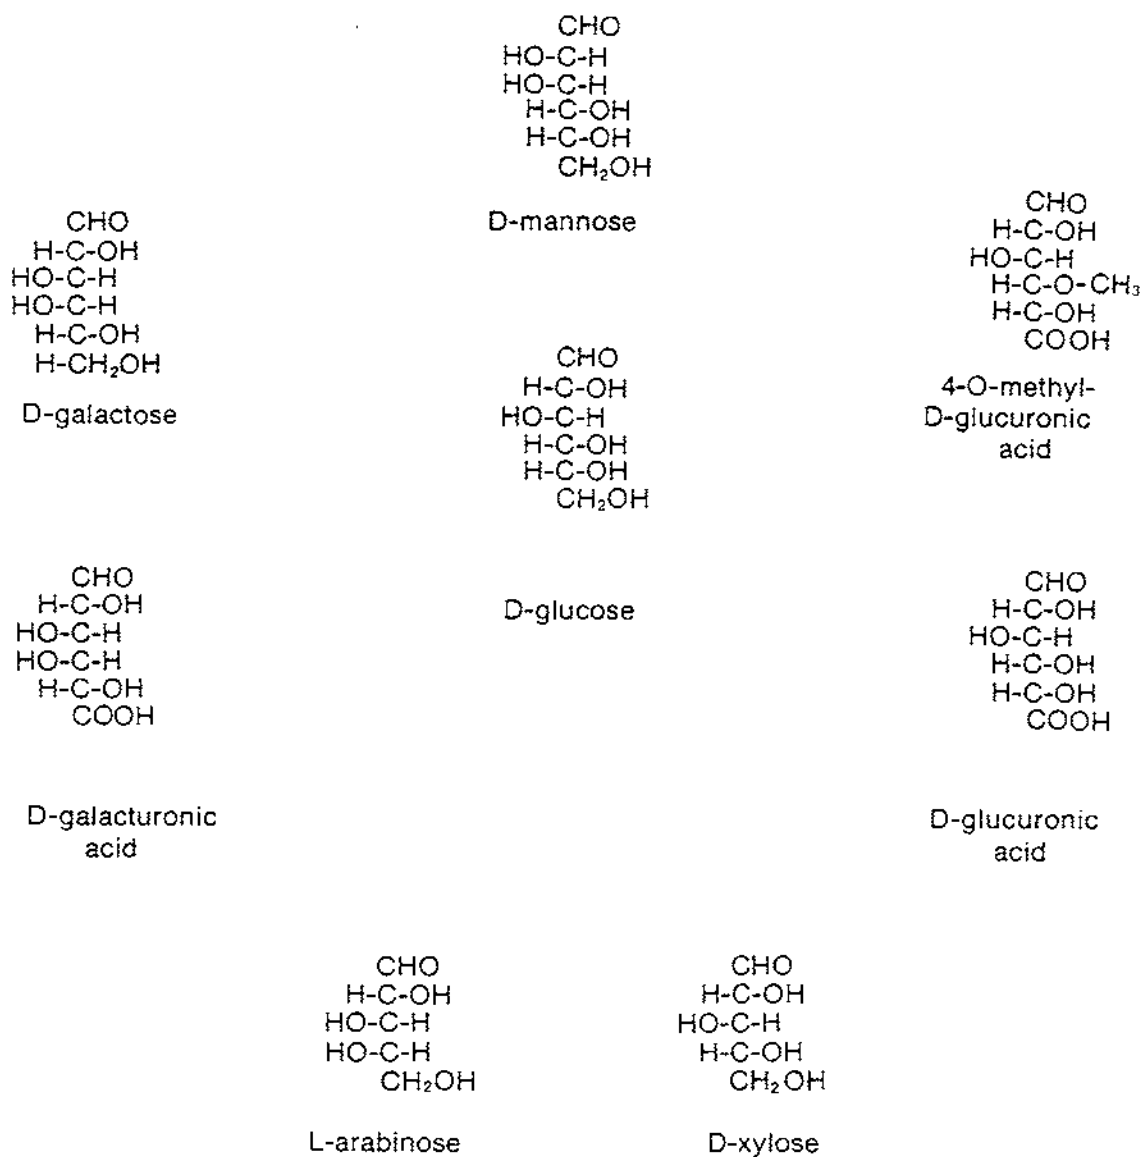 CHO
HO-C-H
HO-C-H
H-C-OH
H-C-OH
CH₂OH
D-mannose
CHO
H-C-OH
HO-C-H
HO-C-H
H-C-OH
H-CH₂OH
D-galactose
CHO
H-C-OH
HO-C-H
H-C-O-CH₃
H-C-OH
COOH
4-O-methyl-
D-glucuronic
acid
CHO
H-C-OH
HO-C-H
H-C-OH
H-C-OH
CH₂OH
D-glucose
CHO
H-C-OH
HO-C-H
HO-C-H
H-C-OH
COOH
D-galacturonic
acid
CHO
H-C-OH
HO-C-H
H-C-OH
H-C-OH
COOH
D-glucuronic
acid
CHO
H-C-OH
HO-C-H
HO-C-H
CH₂OH
L-arabinose
CHO
H-C-OH
HO-C-H
H-C-OH
CH₂OH
D-xylose